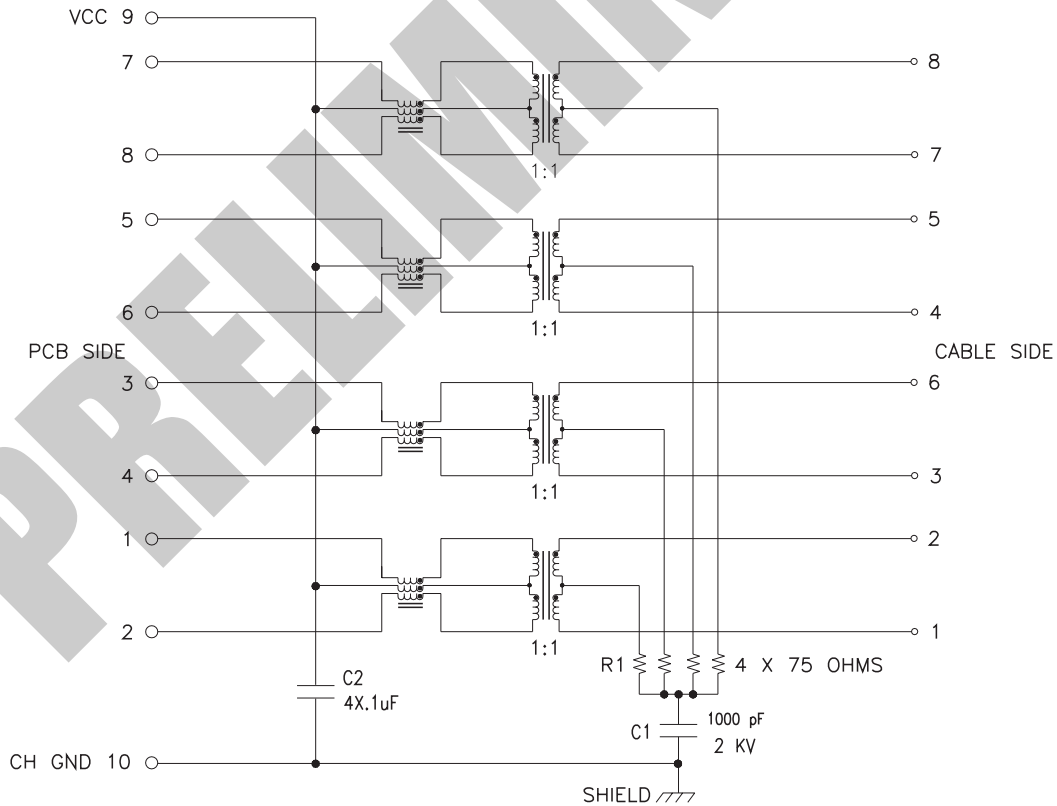 PRELIMIN
VCC 9
7
8
8
7
1:1
5
5
6
4
1:1
PCB SIDE
CABLE SIDE
3
6
4
3
1:1
1
2
2
1
1:1
R1
4 X 75 OHMS
C2
4X.1uF
C1
1000 pF
2 KV
CH GND 10
SHIELD